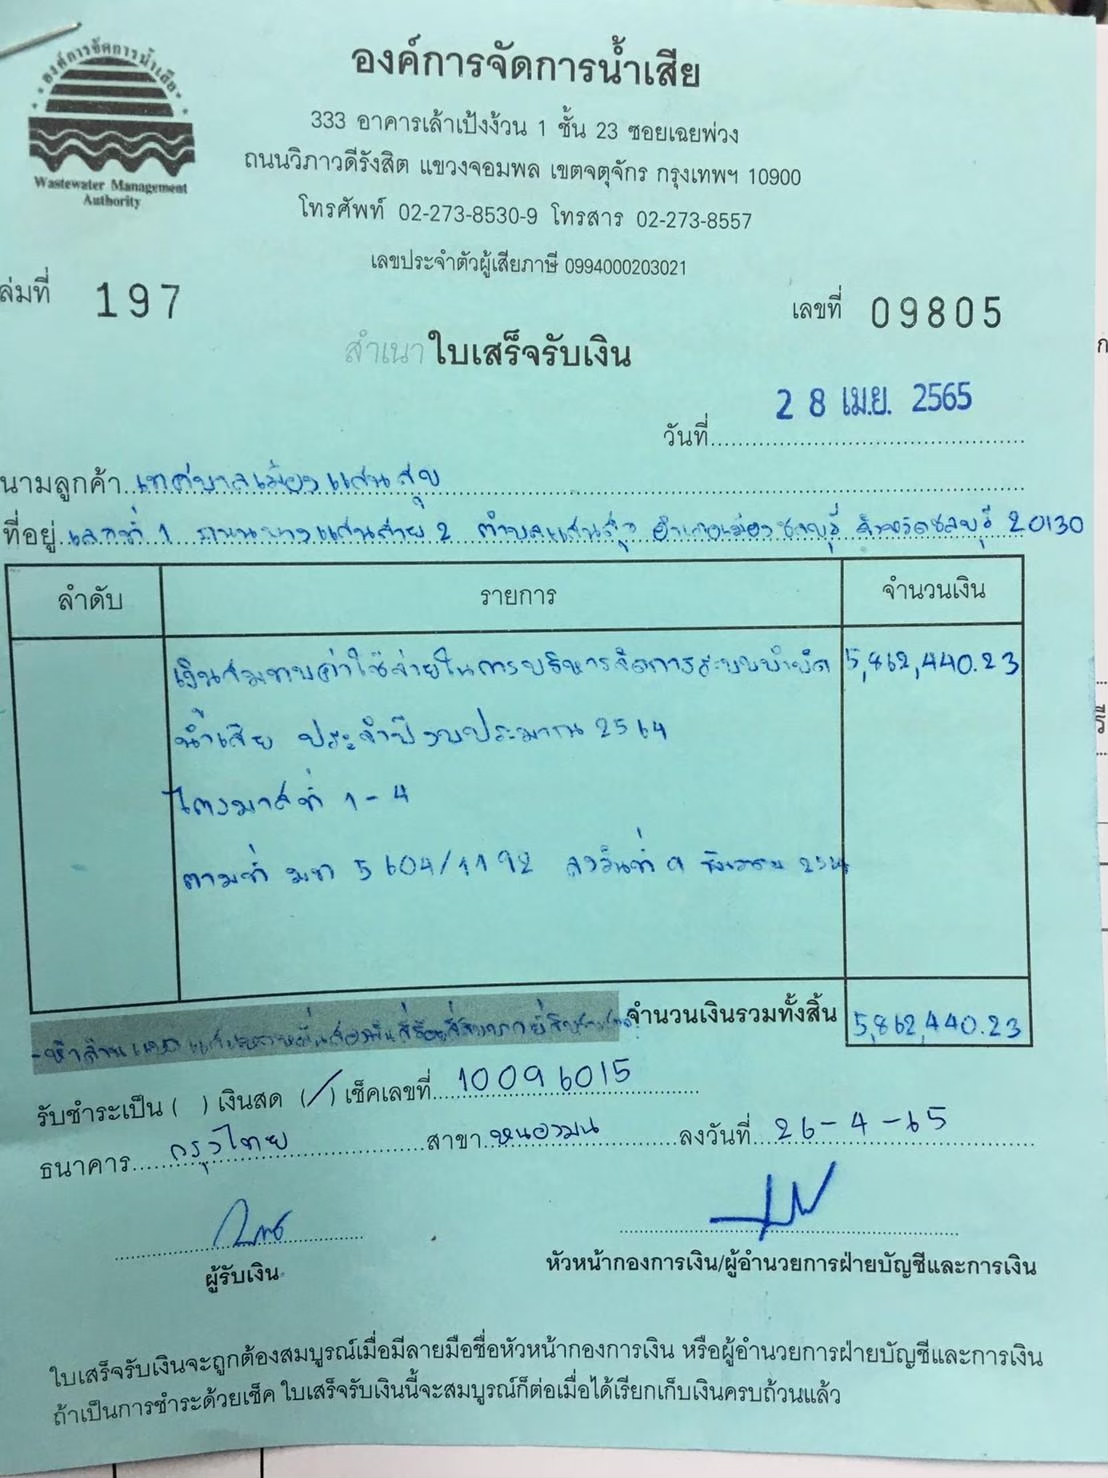 องค์การจัดการน้ำเสีย
Wastewater Management
Authority
องค์การจัดการน้ำเสีย
333 อาคารเล้าเป้งง้วน 1 ชั้น 23 ซอยเฉยพ่วง
ถนนวิภาวดีรังสิต แขวงจอมพล เขตจตุจักร กรุงเทพฯ 10900
โทรศัพท์ 02-273-8530-9 โทรสาร 02-273-8557
เลขประจำตัวผู้เสียภาษี 0994000203021
ล่มที่ 197 เลขที่ 09805
สำเนาใบเสร็จรับเงิน
วันที่ 28 เม.ย. 2565
นามลูกค้า เทศบาลเมืองแสนสุข
ที่อยู่ เลขที่ 1 ถนนบางแสนสาย 2 ตำบลแสนสุข อำเภอเมืองชลบุรี จังหวัดชลบุรี 20130
ลำดับ รายการ จำนวนเงิน
เงินสมทบค่าใช้จ่ายในการบริหารจัดการระบบบำบัด 5,862,440.23
น้ำเสีย ประจำปีงบประมาณ 2564
ไตรมาสที่ 1-4
ตามที่ มท 5604/1192 ลงวันที่ 9
-ห้าล้านแปดแสนหกหมื่นสองพันสี่ร้อยสี่สิบบาทยี่สิบสามสตางค์- จำนวนเงินรวมทั้งสิ้น 5,862,440.23
รับชำระเป็น ( ) เงินสด (/) เช็คเลขที่ 10096015
ธนาคาร กรุงไทย สาขา หนองมน ลงวันที่ 26-4-65
ผู้รับเงิน
หัวหน้ากองการเงิน/ผู้อำนวยการฝ่ายบัญชีและการเงิน
ใบเสร็จรับเงินจะถูกต้องสมบูรณ์เมื่อมีลายมือชื่อหัวหน้ากองการเงิน หรือผู้อำนวยการฝ่ายบัญชีและการเงิน
ถ้าเป็นการชำระด้วยเช็ค ใบเสร็จรับเงินนี้จะสมบูรณ์ก็ต่อเมื่อได้เรียกเก็บเงินครบถ้วนแล้ว